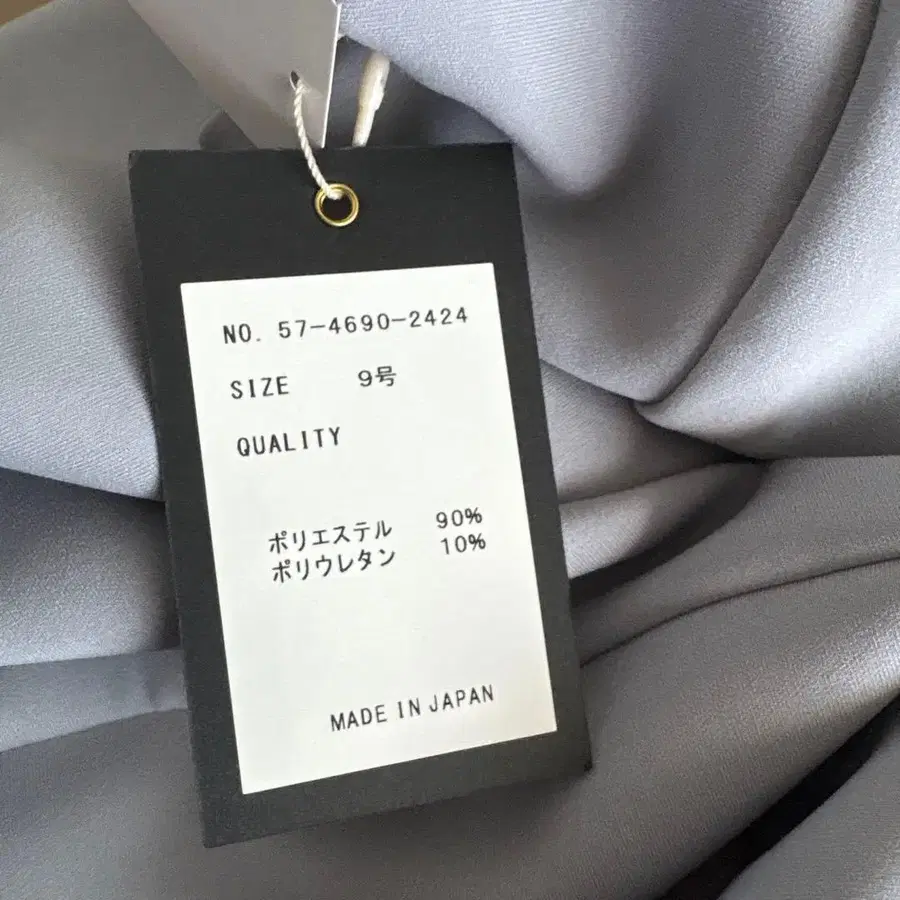 NO. 57-4690-2424
SIZE 9号
QUALITY
ポリエステル 90%
ポリウレタン 10%
MADE IN JAPAN